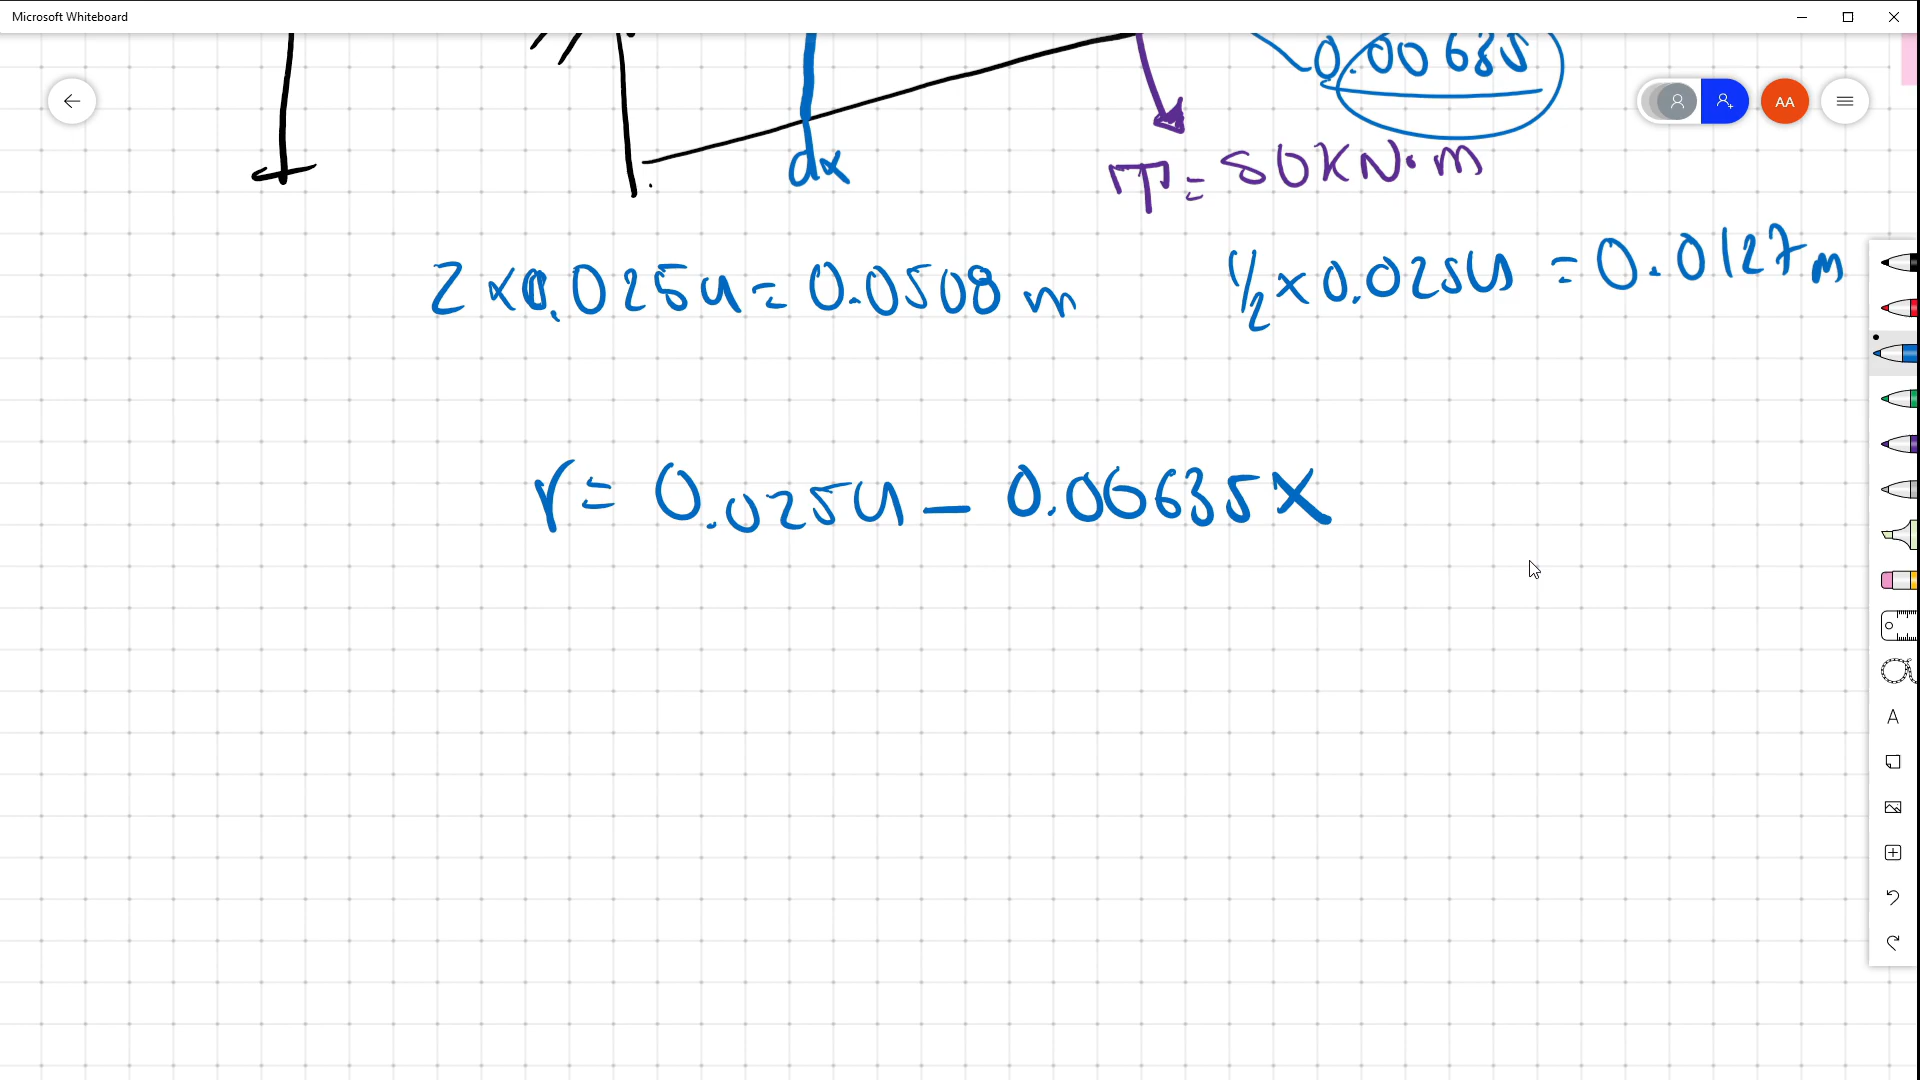 Microsoft Whiteboard
0.00635
AA
dx
T = 80KN.m
2 x 0.0254 = 0.0508 m
1/2 x 0.0254 = 0.0127 m
r = 0.0254 - 0.00635 x
A